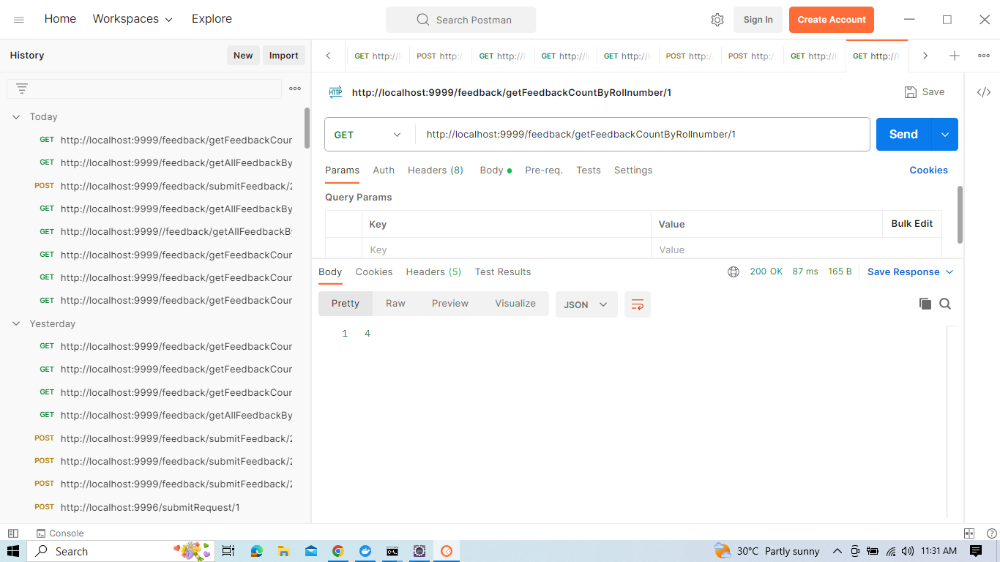 Home Workspaces Explore Search Postman Sign In Create Account
History New Import
GET http://l POST http:/ GET http://l GET http://l GET http://l POST http:/ POST http:/ GET http://l GET http://l
HTTP http://localhost:9999/feedback/getFeedbackCountByRollnumber/1 Save
GET http://localhost:9999/feedback/getFeedbackCountByRollnumber/1 Send
Params Auth Headers (8) Body Pre-req. Tests Settings Cookies
Query Params
Key Value Bulk Edit
Key Value
Today
GET http://localhost:9999/feedback/getFeedbackCour
GET http://localhost:9999/feedback/getAllFeedbackBy
POST http://localhost:9999/feedback/submitFeedback/2
GET http://localhost:9999/feedback/getAllFeedbackBy
GET http://localhost:9999//feedback/getAllFeedbackBy
GET http://localhost:9999/feedback/getFeedbackCour
GET http://localhost:9999/feedback/getFeedbackCour
GET http://localhost:9999/feedback/getFeedbackCour
Yesterday
GET http://localhost:9999/feedback/getFeedbackCour
GET http://localhost:9999/feedback/getFeedbackCour
GET http://localhost:9999/feedback/getFeedbackCour
GET http://localhost:9999/feedback/getAllFeedbackBy
POST http://localhost:9999/feedback/submitFeedback/2
POST http://localhost:9999/feedback/submitFeedback/2
POST http://localhost:9999/feedback/submitFeedback/2
POST http://localhost:9996/submitRequest/1
Body Cookies Headers (5) Test Results 200 OK 87 ms 165 B Save Response
Pretty Raw Preview Visualize JSON
1 4
Console
Search 30°C Partly sunny 11:31 AM